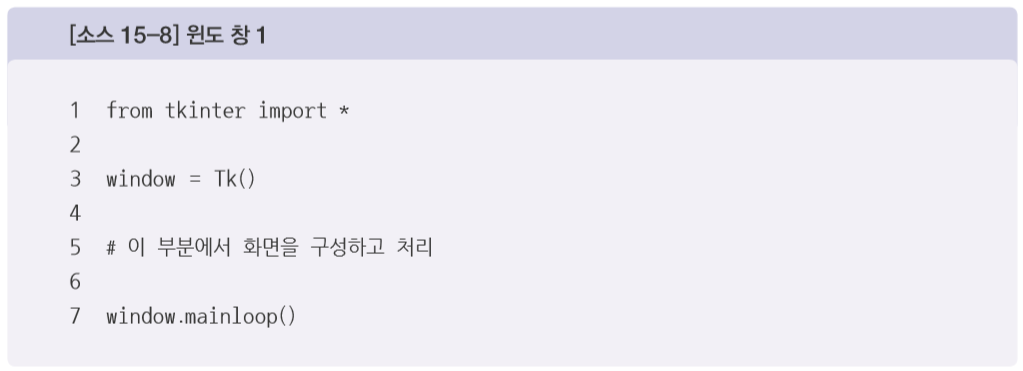 [소스 15-8] 윈도 창 1
1 from tkinter import *
2
3 window = Tk()
4
5 # 이 부분에서 화면을 구성하고 처리
6
7 window.mainloop()